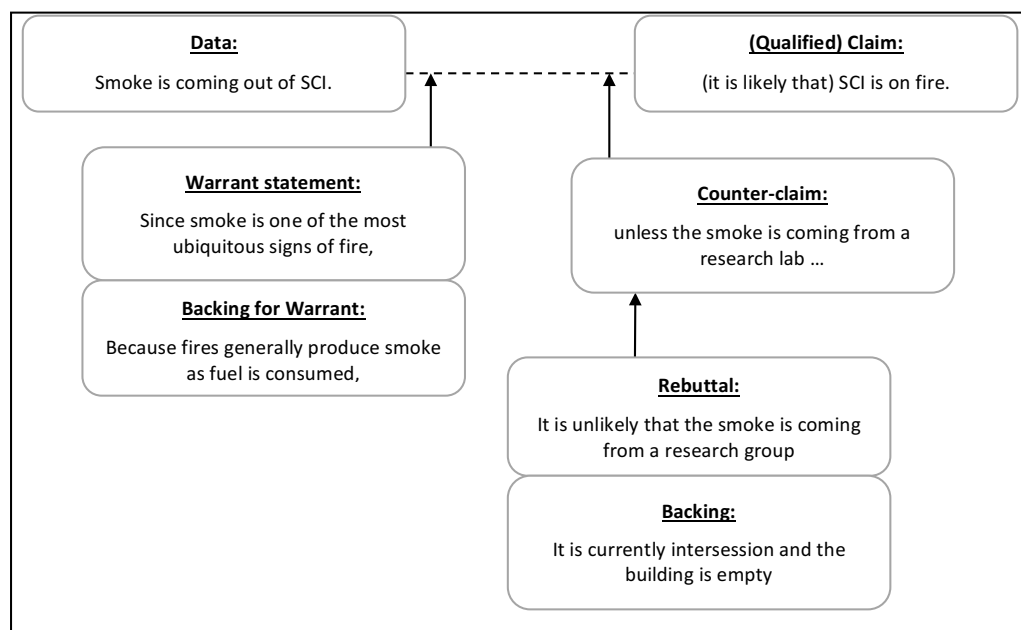 Data:
Smoke is coming out of SCI.
(Qualified) Claim:
(it is likely that) SCI is on fire.
Warrant statement:
Since smoke is one of the most
ubiquitous signs of fire,
Backing for Warrant:
Because fires generally produce smoke
as fuel is consumed,
Counter-claim:
unless the smoke is coming from a
research lab ...
Rebuttal:
It is unlikely that the smoke is coming
from a research group
Backing:
It is currently intersession and the
building is empty